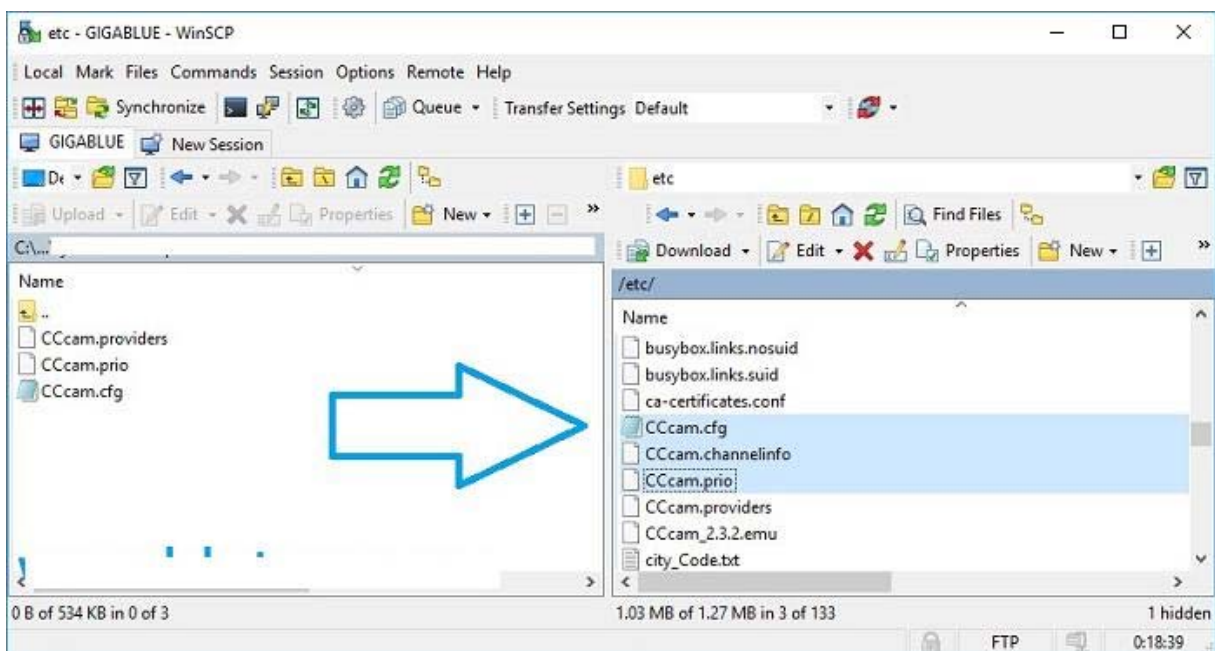 etc - GIGABLUE - WinSCP
Local Mark Files Commands Session Options Remote Help
Synchronize Queue Transfer Settings Default
GIGABLUE New Session
De
Upload Edit Properties New »
C:\...
Name
..
CCcam.providers
CCcam.prio
CCcam.cfg
0 B of 534 KB in 0 of 3
etc
Find Files
Download Edit Properties New »
/etc/
Name
busybox.links.nosuid
busybox.links.suid
ca-certificates.conf
CCcam.cfg
CCcam.channelinfo
CCcam.prio
CCcam.providers
CCcam_2.3.2.emu
city_Code.txt
1.03 MB of 1.27 MB in 3 of 133 1 hidden
FTP 0:18:39